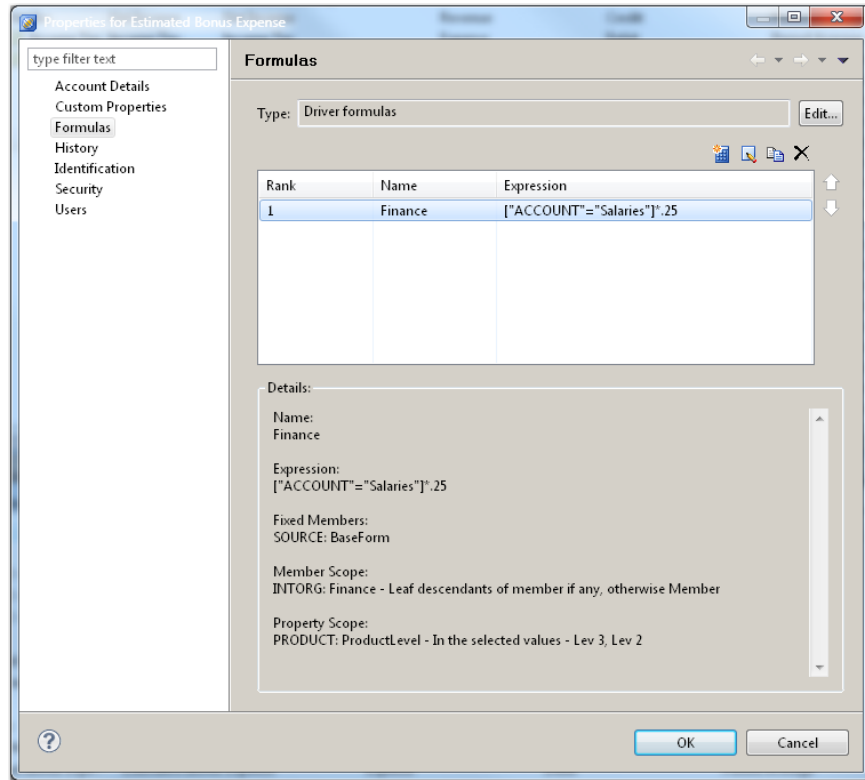 Properties for Estimated Bonus Expense
type filter text
Account Details
Custom Properties
Formulas
History
Identification
Security
Users
Formulas
Type: Driver formulas Edit...
Rank Name Expression
1 Finance ["ACCOUNT"="Salaries"]*.25
Details:
Name:
Finance
Expression:
["ACCOUNT"="Salaries"]*.25
Fixed Members:
SOURCE: BaseForm
Member Scope:
INTORG: Finance - Leaf descendants of member if any, otherwise Member
Property Scope:
PRODUCT: ProductLevel - In the selected values - Lev 3, Lev 2
OK Cancel